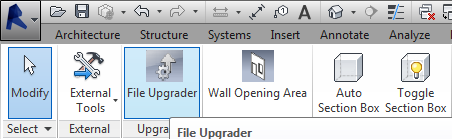 Architecture Structure Systems Insert Annotate Analyze
Modify External Tools File Upgrader Wall Opening Area Auto Section Box Toggle Section Box
Select External
File Upgrader